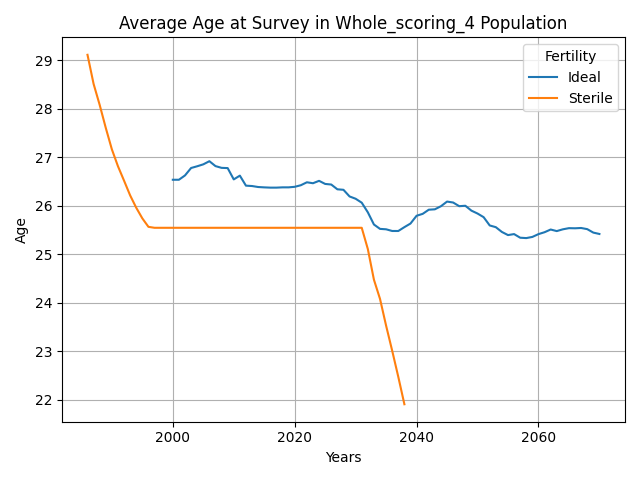 Average Age at Survey in Whole_scoring_4 Population
Fertility
Ideal
Sterile
29
28
27
26
25
24
23
22
Age
2000
2020
2040
2060
Years